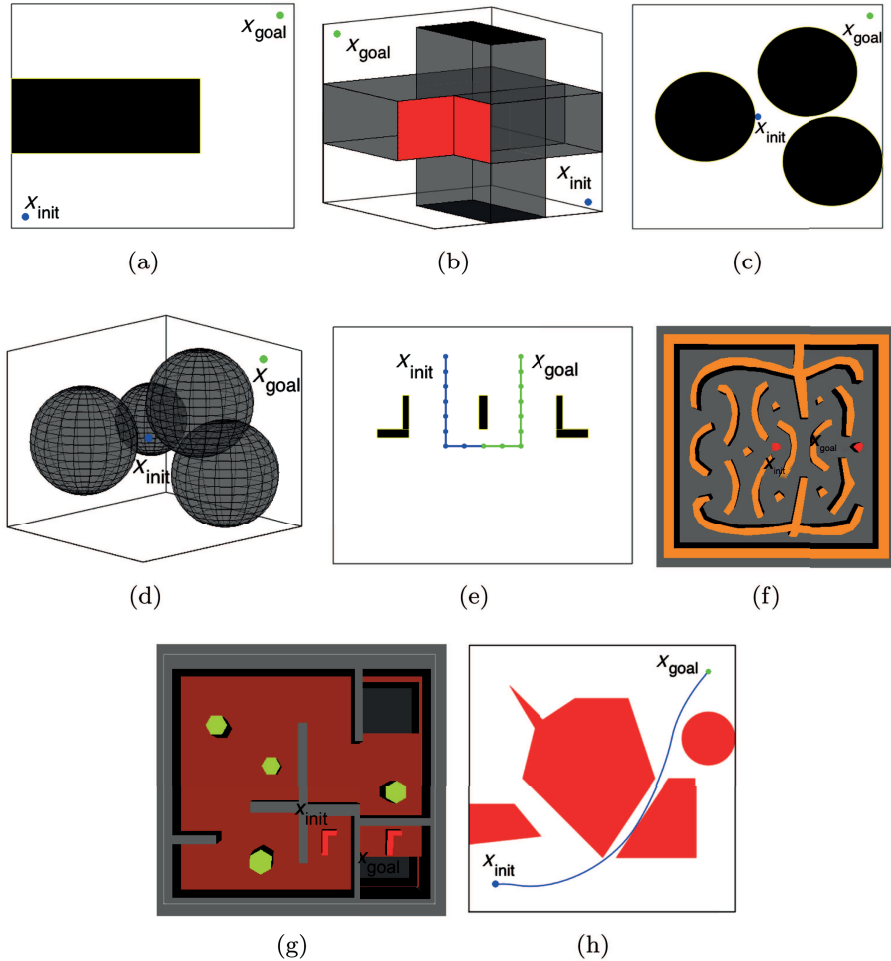 x_goal
x_init
(a)
x_goal
x_init
(b)
x_goal
x_init
(c)
x_goal
x_init
(d)
x_init
x_goal
(e)
x_goal
x_init
(f)
x_init
x_goal
(g)
x_goal
x_init
(h)